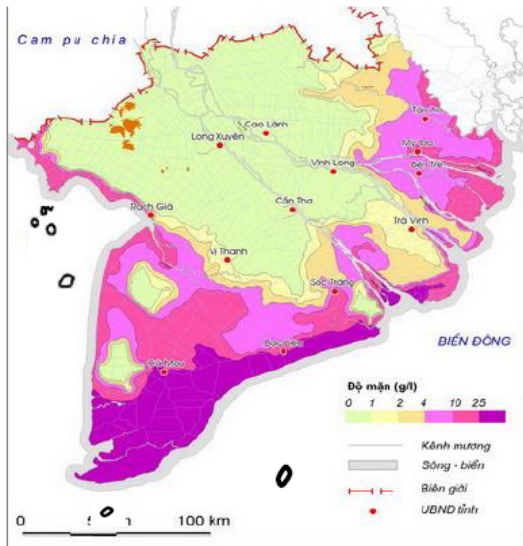 Cam pu chia
Tân An
Cao Lãnh
Long Xuyên
Mỹ Tho
Bến Tre
Vĩnh Long
Rạch Giá
Cần Thơ
Trà Vinh
Vị Thanh
Sóc Trăng
BIỂN ĐÔNG
Bạc Liêu
Cà Mau
Độ mặn (g/l)
0 1 2 4 10 25
Kênh mương
Sông - biển
Biên giới
UBND tỉnh
0 100 km